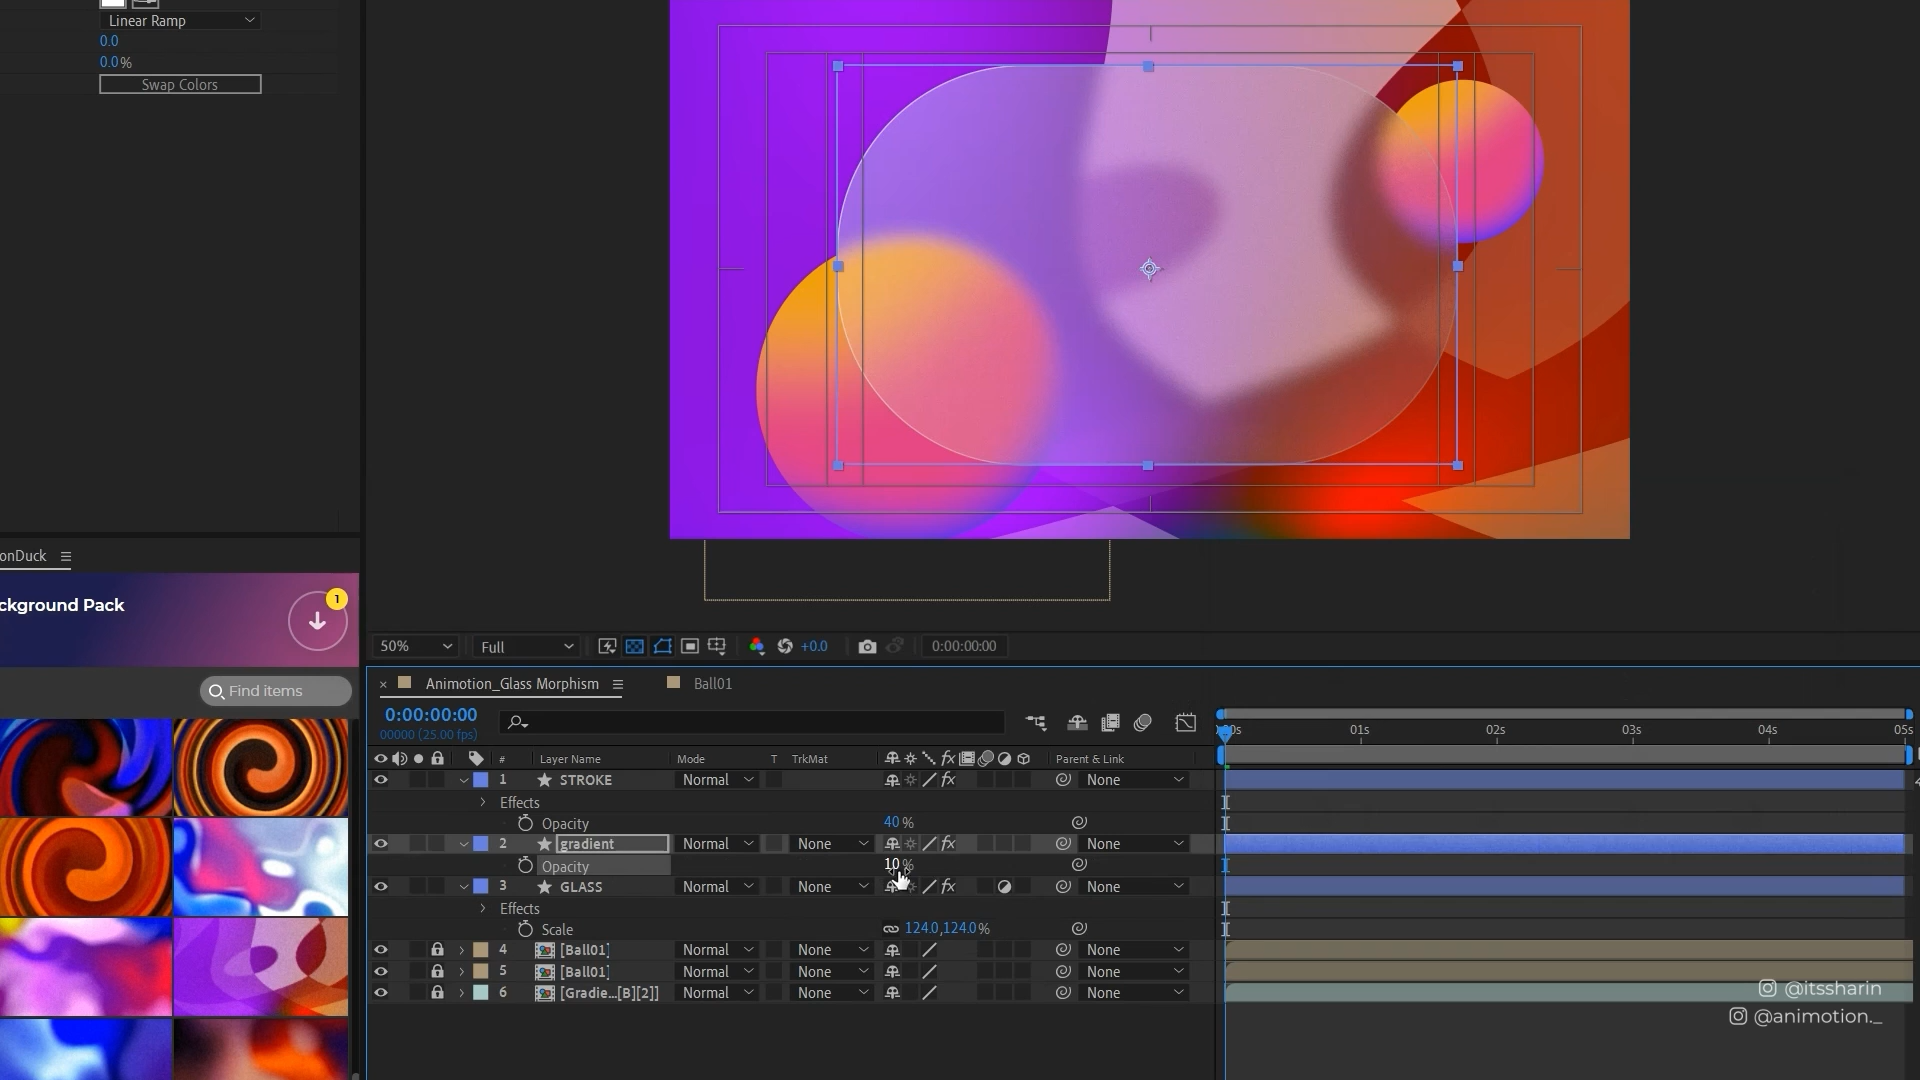 Linear Ramp
0.0
0.0%
Swap Colors
onDuck
ckground Pack
1
Find items
50%
Full
+0.0
0:00:00:00
Animotion_Glass Morphism
Ball01
0:00:00:00
00000 (25.00 fps)
01s
02s
03s
04s
05s
# Layer Name Mode T TrkMat fx Parent & Link
1 STROKE Normal fx None
Effects
Opacity 40 %
2 gradient Normal None fx None
Opacity 10 %
3 GLASS Normal None fx None
Effects
Scale 124.0,124.0%
4 [Ball01] Normal None None
5 [Ball01] Normal None None
6 [Gradie...[B][2]] Normal None None
@itssharin
@animotion._